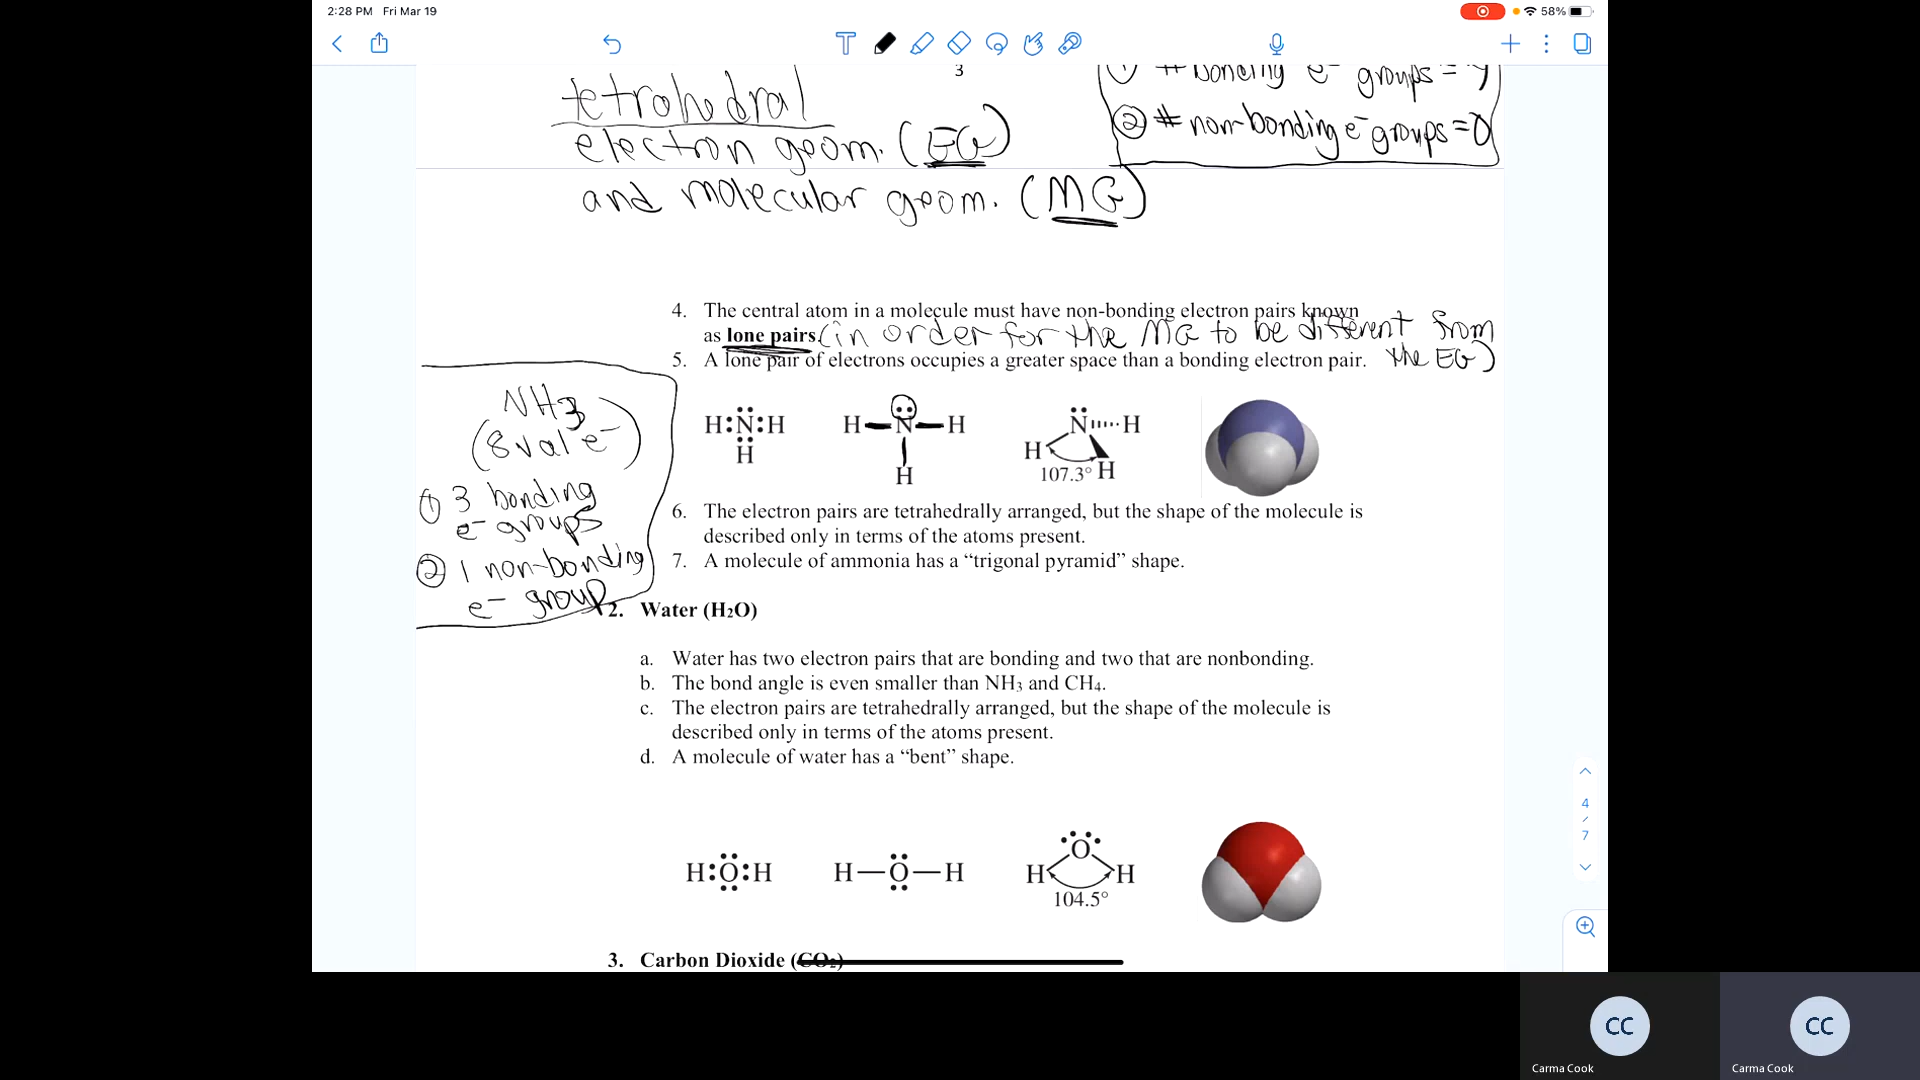 2:28 PM Fri Mar 19
58%
3
tetrohedral
electron geom. (EG)
and molecular geom. (MG)
① # bonding e⁻ groups = 4
② # non-bonding e⁻ groups = 0
4. The central atom in a molecule must have non-bonding electron pairs known
as lone pairs. (in order for the MG to be different from
the EG)
5. A lone pair of electrons occupies a greater space than a bonding electron pair.
NH3
(8 val e⁻)
① 3 bonding
e⁻ groups
② 1 non-bonding
e⁻ group
H:N:H
H
H—N—H
H
N H
H
H
107.3°
6. The electron pairs are tetrahedrally arranged, but the shape of the molecule is
described only in terms of the atoms present.
7. A molecule of ammonia has a “trigonal pyramid” shape.
2. Water (H₂O)
a. Water has two electron pairs that are bonding and two that are nonbonding.
b. The bond angle is even smaller than NH₃ and CH₄.
c. The electron pairs are tetrahedrally arranged, but the shape of the molecule is
described only in terms of the atoms present.
d. A molecule of water has a “bent” shape.
H:O:H
H—O—H
O
H H
104.5°
3. Carbon Dioxide (CO₂)
4
/
7
CC
Carma Cook
CC
Carma Cook